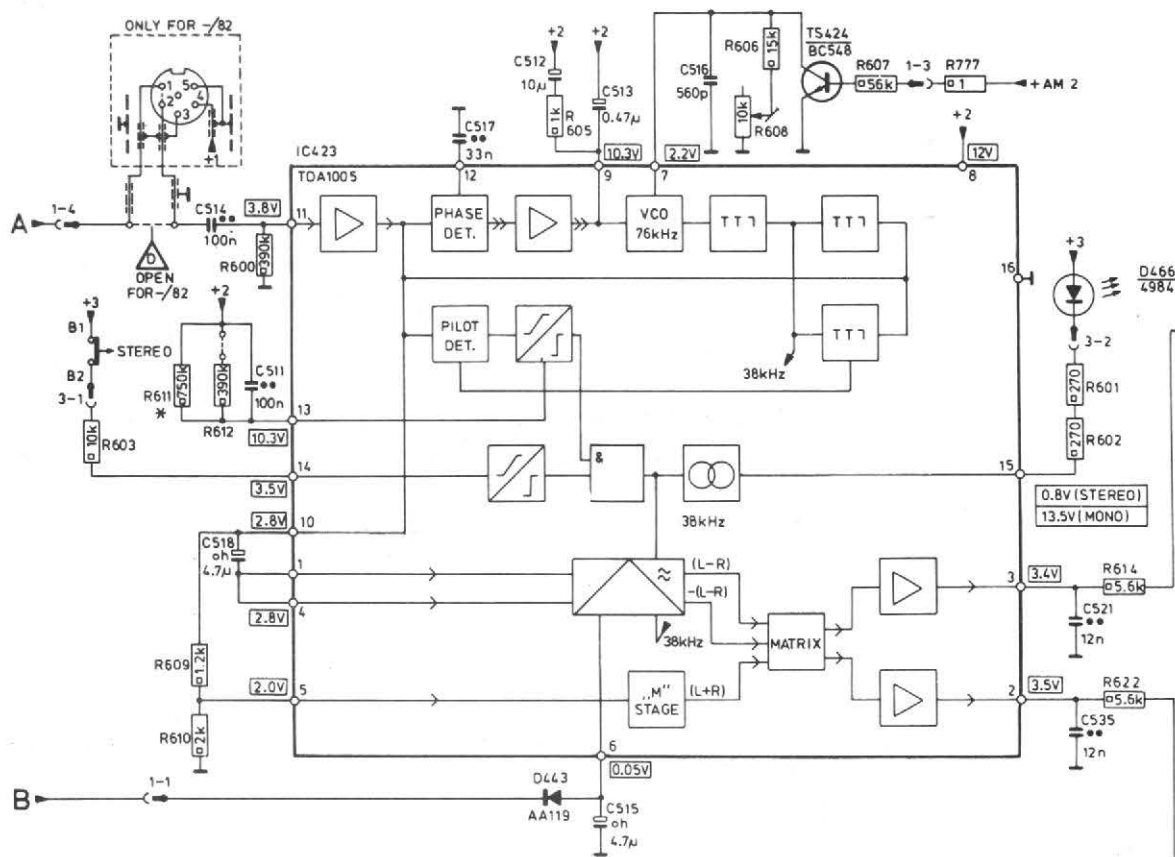 ONLY FOR -/82
1 5
2 4
3
+1
A
1-4
b
OPEN
FOR-/82
C514
100n
3.8V
11
390k
R600
C517
33n
12
+2
C512
10µ
1k
R
605
+2
C513
0.47µ
10.3V
9
2.2V
7
C516
560p
R606
15k
10k
R608
TS424
BC548
R607
56k
1-3
R777
1
+AM 2
+2
12V
8
IC423
TDA1005
PHASE
DET.
VCO
76kHz
16
PILOT
DET.
38kHz
+3
B1
STEREO
B2
3-1
10k
R603
+2
750k
R611
*
390k
R612
C511
100n
13
10.3V
14
3.5V
&
38kHz
15
+3
D466
4984
3-2
270
R601
270
R602
0.8V (STEREO)
13.5V (MONO)
10
2.8V
C518
oh
4.7µ
1
4
2.8V
≈
(L-R)
-(L-R)
38kHz
MATRIX
3
3.4V
R614
5.6k
C521
12n
R609
1.2k
2.0V
5
R610
2k
„M"
STAGE
(L+R)
2
3.5V
R622
5.6k
C535
12n
6
0.05V
B
1-1
D443
AA119
C515
oh
4.7µ